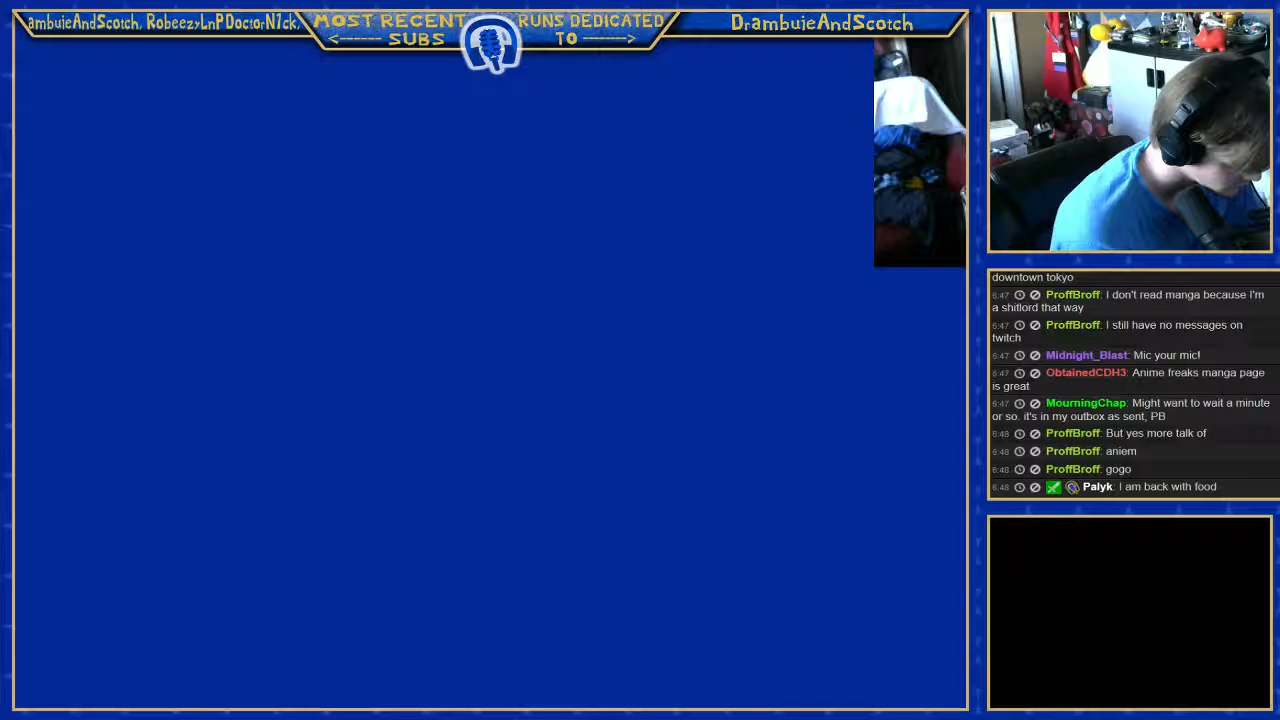 ambuieAndScotch, RobeezyLnPDoctorN1ck,
MOST RECENT SUBS
<------
RUNS DEDICATED TO
------>
DrambuieAndScotch
downtown tokyo
6:47 ProffBroff: I don't read manga because I'm
a shitlord that way
6:47 ProffBroff: I still have no messages on
twitch
6:47 Midnight_Blast: Mic your mic!
6:47 ObtainedCDH3: Anime freaks manga page
is great
6:47 MourningChap: Might want to wait a minute
or so. it's in my outbox as sent, PB
6:48 ProffBroff: But yes more talk of
6:48 ProffBroff: aniem
6:48 ProffBroff: gogo
6:48 Palyk: I am back with food